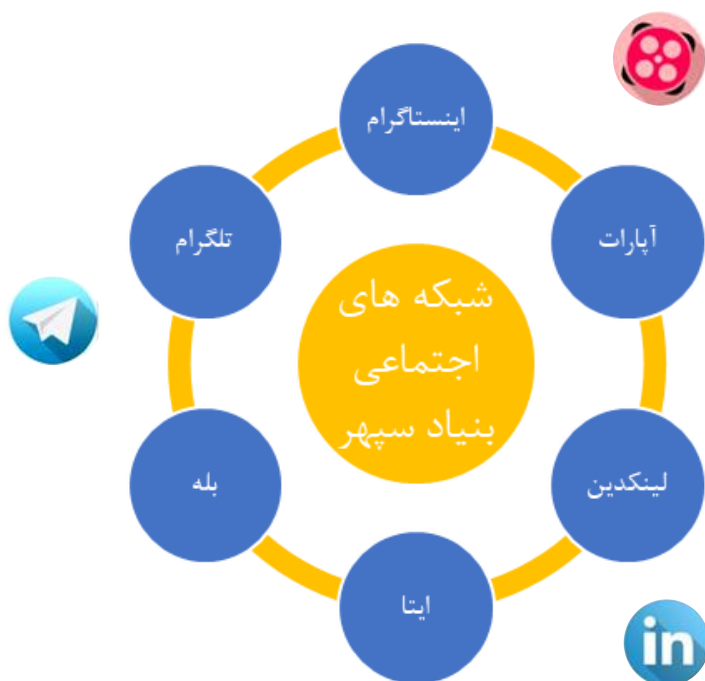 اینستاگرام
آپارات
تلگرام
شبکه های
اجتماعی
بنیاد سپهر
لینکدین
بله
ایتا
in